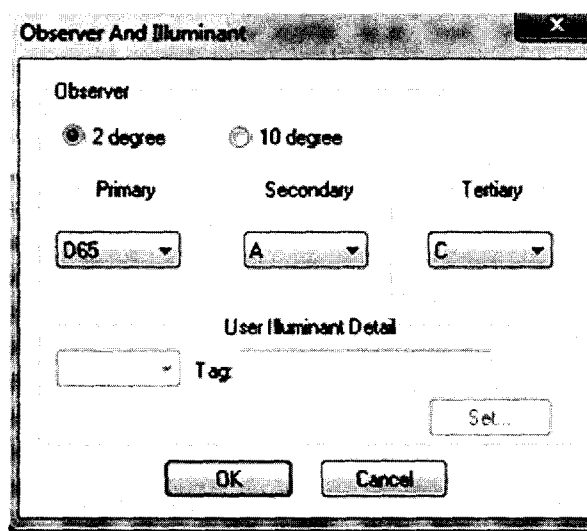 Observer And Illuminant
Observer
2 degree 10 degree
Primary Secondary Tertiary
D65 A C
User Illuminant Detail
Tag:
Set...
OK Cancel